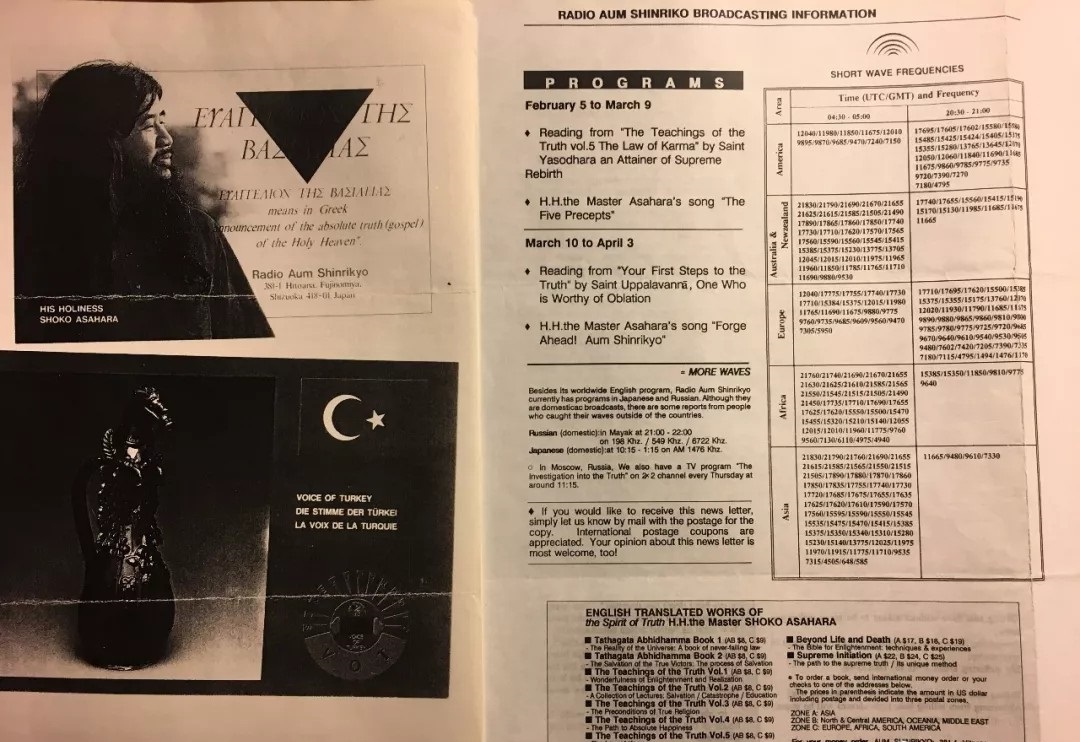 ΕΥΑΓΓ ΤΗΣ
ΒΑΣ ΑΣ
ΕΥΑΓΓΕΛΙΟΝ ΤΗΣ ΒΑΣΙΛΙΑΣ
means in Greek
announcement of the absolute truth (gospel)
of the Holy Heaven".
Radio Aum Shinrikyo
381-1 Hitoana, Fujinomiya,
Shizuoka 418-01 Japan
HIS HOLINESS
SHOKO ASAHARA
VOICE OF TURKEY
DIE STIMME DER TÜRKEI
LA VOIX DE LA TURQUIE
VOT
RADIO AUM SHINRIKO BROADCASTING INFORMATION
PROGRAMS
February 5 to March 9
♦ Reading from "The Teachings of the
Truth vol.5 The Law of Karma" by Saint
Yasodhara an Attainer of Supreme
Rebirth
♦ H.H.the Master Asahara's song "The
Five Precepts"
March 10 to April 3
♦ Reading from "Your First Steps to the
Truth" by Saint Uppalavannā, One Who
is Worthy of Oblation
♦ H.H.the Master Asahara's song "Forge
Ahead! Aum Shinrikyo"
= MORE WAVES
Besides its worldwide English program, Radio Aum Shinrikyo
currently has programs in Japanese and Russian. Although they
are domesticac broadcasts, there are some reports from people
who caught their waves outside of the countries.
Russian (domestic):in Mayak at 21:00 - 22:00
on 198 Khz. / 549 Khz. / 6722 Khz.
Japanese (domestic):at 10:15 - 1:15 on AM 1476 Khz.
○ In Moscow, Russia, We also have a TV program "The
investigation into the Truth" on 2×2 channel every Thursday at
around 11:15.
♦ If you would like to receive this news letter,
simply let us know by mail with the postage for the
copy. International postage coupons are
appreciated. Your opinion about this news letter is
most welcome, too!
SHORT WAVE FREQUENCIES
Area
Time (UTC/GMT) and Frequency
04:30 - 05:00
20:30 - 21:00
America
12040/11980/11850/11675/12010
9895/9870/9685/9470/7240/7150
17695/17605/17602/15580/
15485/15425/15424/15405/
15355/15280/13765/13645/
12050/12060/11840/11690/
11675/9860/9785/9775/9735
9720/7390/7270
7180/4795
Australia & Newzealand
21830/21790/21690/21670/21655
21625/21615/21585/21505/21490
17890/17865/17860/17850/17740
17730/17710/17620/17570/17565
17560/15590/15560/15545/15415
15385/15375/15230/13775/13705
12045/12015/12010/11975/11965
11960/11850/11785/11765/11710
11690/9880/9530
17740/17655/15560/15415/15190
15170/15130/11985/11685/11675
11665
Europe
12040/17775/17755/17740/17730
17710/15384/15375/12015/11980
11765/11690/11675/9880/9775
9760/9735/9685/9609/9560/9470
7305/5950
17710/17695/17620/15500/15385
15375/15355/15175/13760/
12020/11930/11790/11685/
9890/9880/9865/9860/9810/
9785/9780/9775/9725/9720/
9670/9640/9610/9540/9530/
9480/7602/7420/7205/7390/
7180/7115/4795/1494/1476/
Africa
21760/21740/21690/21670/21655
21630/21625/21610/21585/21565
21550/21545/21515/21505/21490
21450/17735/17710/17690/17655
17625/17620/15550/15500/15470
15455/15320/15210/15140/12055
12015/12010/11960/11775/9760
9560/7130/6110/4975/4940
15385/15350/11850/9810/9775
9640
Asia
21830/21790/21760/21690/21655
21615/21585/21565/21550/21515
21505/17890/17880/17870/17860
17850/17835/17755/17740/17730
17720/17685/17675/17655/17635
17625/17620/17610/17590/17570
17560/15595/15590/15550/15545
15535/15475/15470/15415/15385
15375/15350/15340/15310/15280
15230/15140/13775/12025/11975
11970/11915/11775/11710/9535
7315/4505/648/585
11665/9480/9610/7330
ENGLISH TRANSLATED WORKS OF
the Spirit of Truth H.H.the Master SHOKO ASAHARA
■ Tathagata Abhidhamma Book 1 (AB $8, C $9)
- The Reality of the Universe: A book of never-failing law
■ Tathagata Abhidhamma Book 2 (AB $8, C $9)
- The Salvation of the True Victors: The process of Salvation
■ The Teachings of the Truth Vol.1 (AB $8, C $9)
- Wonderfulness of Enlightenment and Realization
■ The Teachings of the Truth Vol.2 (AB $8, C $9)
- A Collection of Lectures: Salvation / Catastrophe / Education
■ The Teachings of the Truth Vol.3 (AB $8, C $9)
- The Preconditions of True Religion
■ The Teachings of the Truth Vol.4 (AB $8, C $9)
- The Path to Absolute Happiness
■ The Teachings of the Truth Vol.5 (AB $8, C $9)
■ Beyond Life and Death (A $17, B $18, C $19)
- The Bible for Enlightenment: techniques & experiences
■ Supreme Initiation (A $22, B $24, C $25)
- The path to the supreme truth / Its unique method
● To order a book, send international money order or your
checks to one of the addresses below.
The prices in parenthesis indicate the amount in US dollar
including postage and devided into three postal zones.
ZONE A: ASIA
ZONE B: North & Central AMERICA, OCEANIA, MIDDLE EAST
ZONE C: EUROPE, AFRICA, SOUTH AMERICA